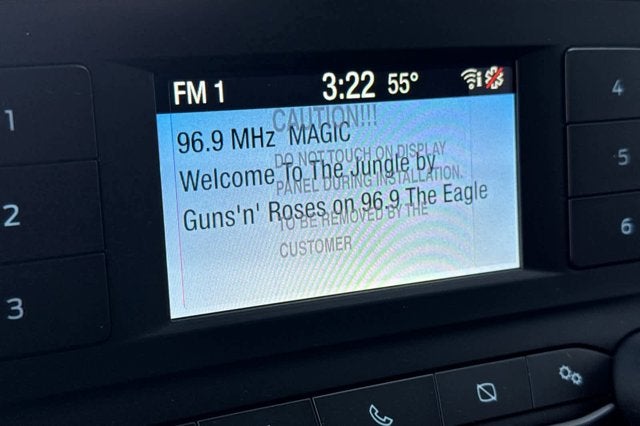 FM 1 3:22 55°
CAUTION!!!
96.9 MHz MAGIC
DO NOT TOUCH ON DISPLAY
Welcome To The Jungle by
PANEL DURING INSTALLATION.
Guns'n' Roses on 96.9 The Eagle
TO BE REMOVED BY THE
CUSTOMER
1
2
3
4
5
6